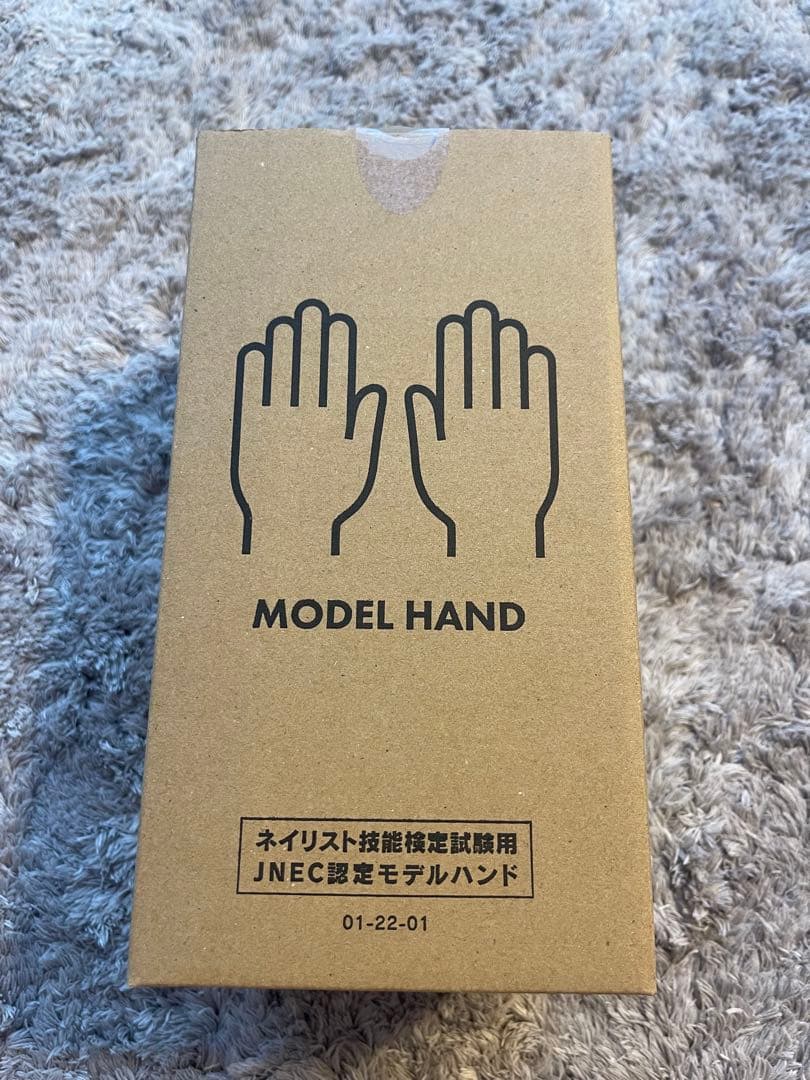 MODEL HAND
ネイリスト技能検定試験用
JNEC認定モデルハンド
01-22-01